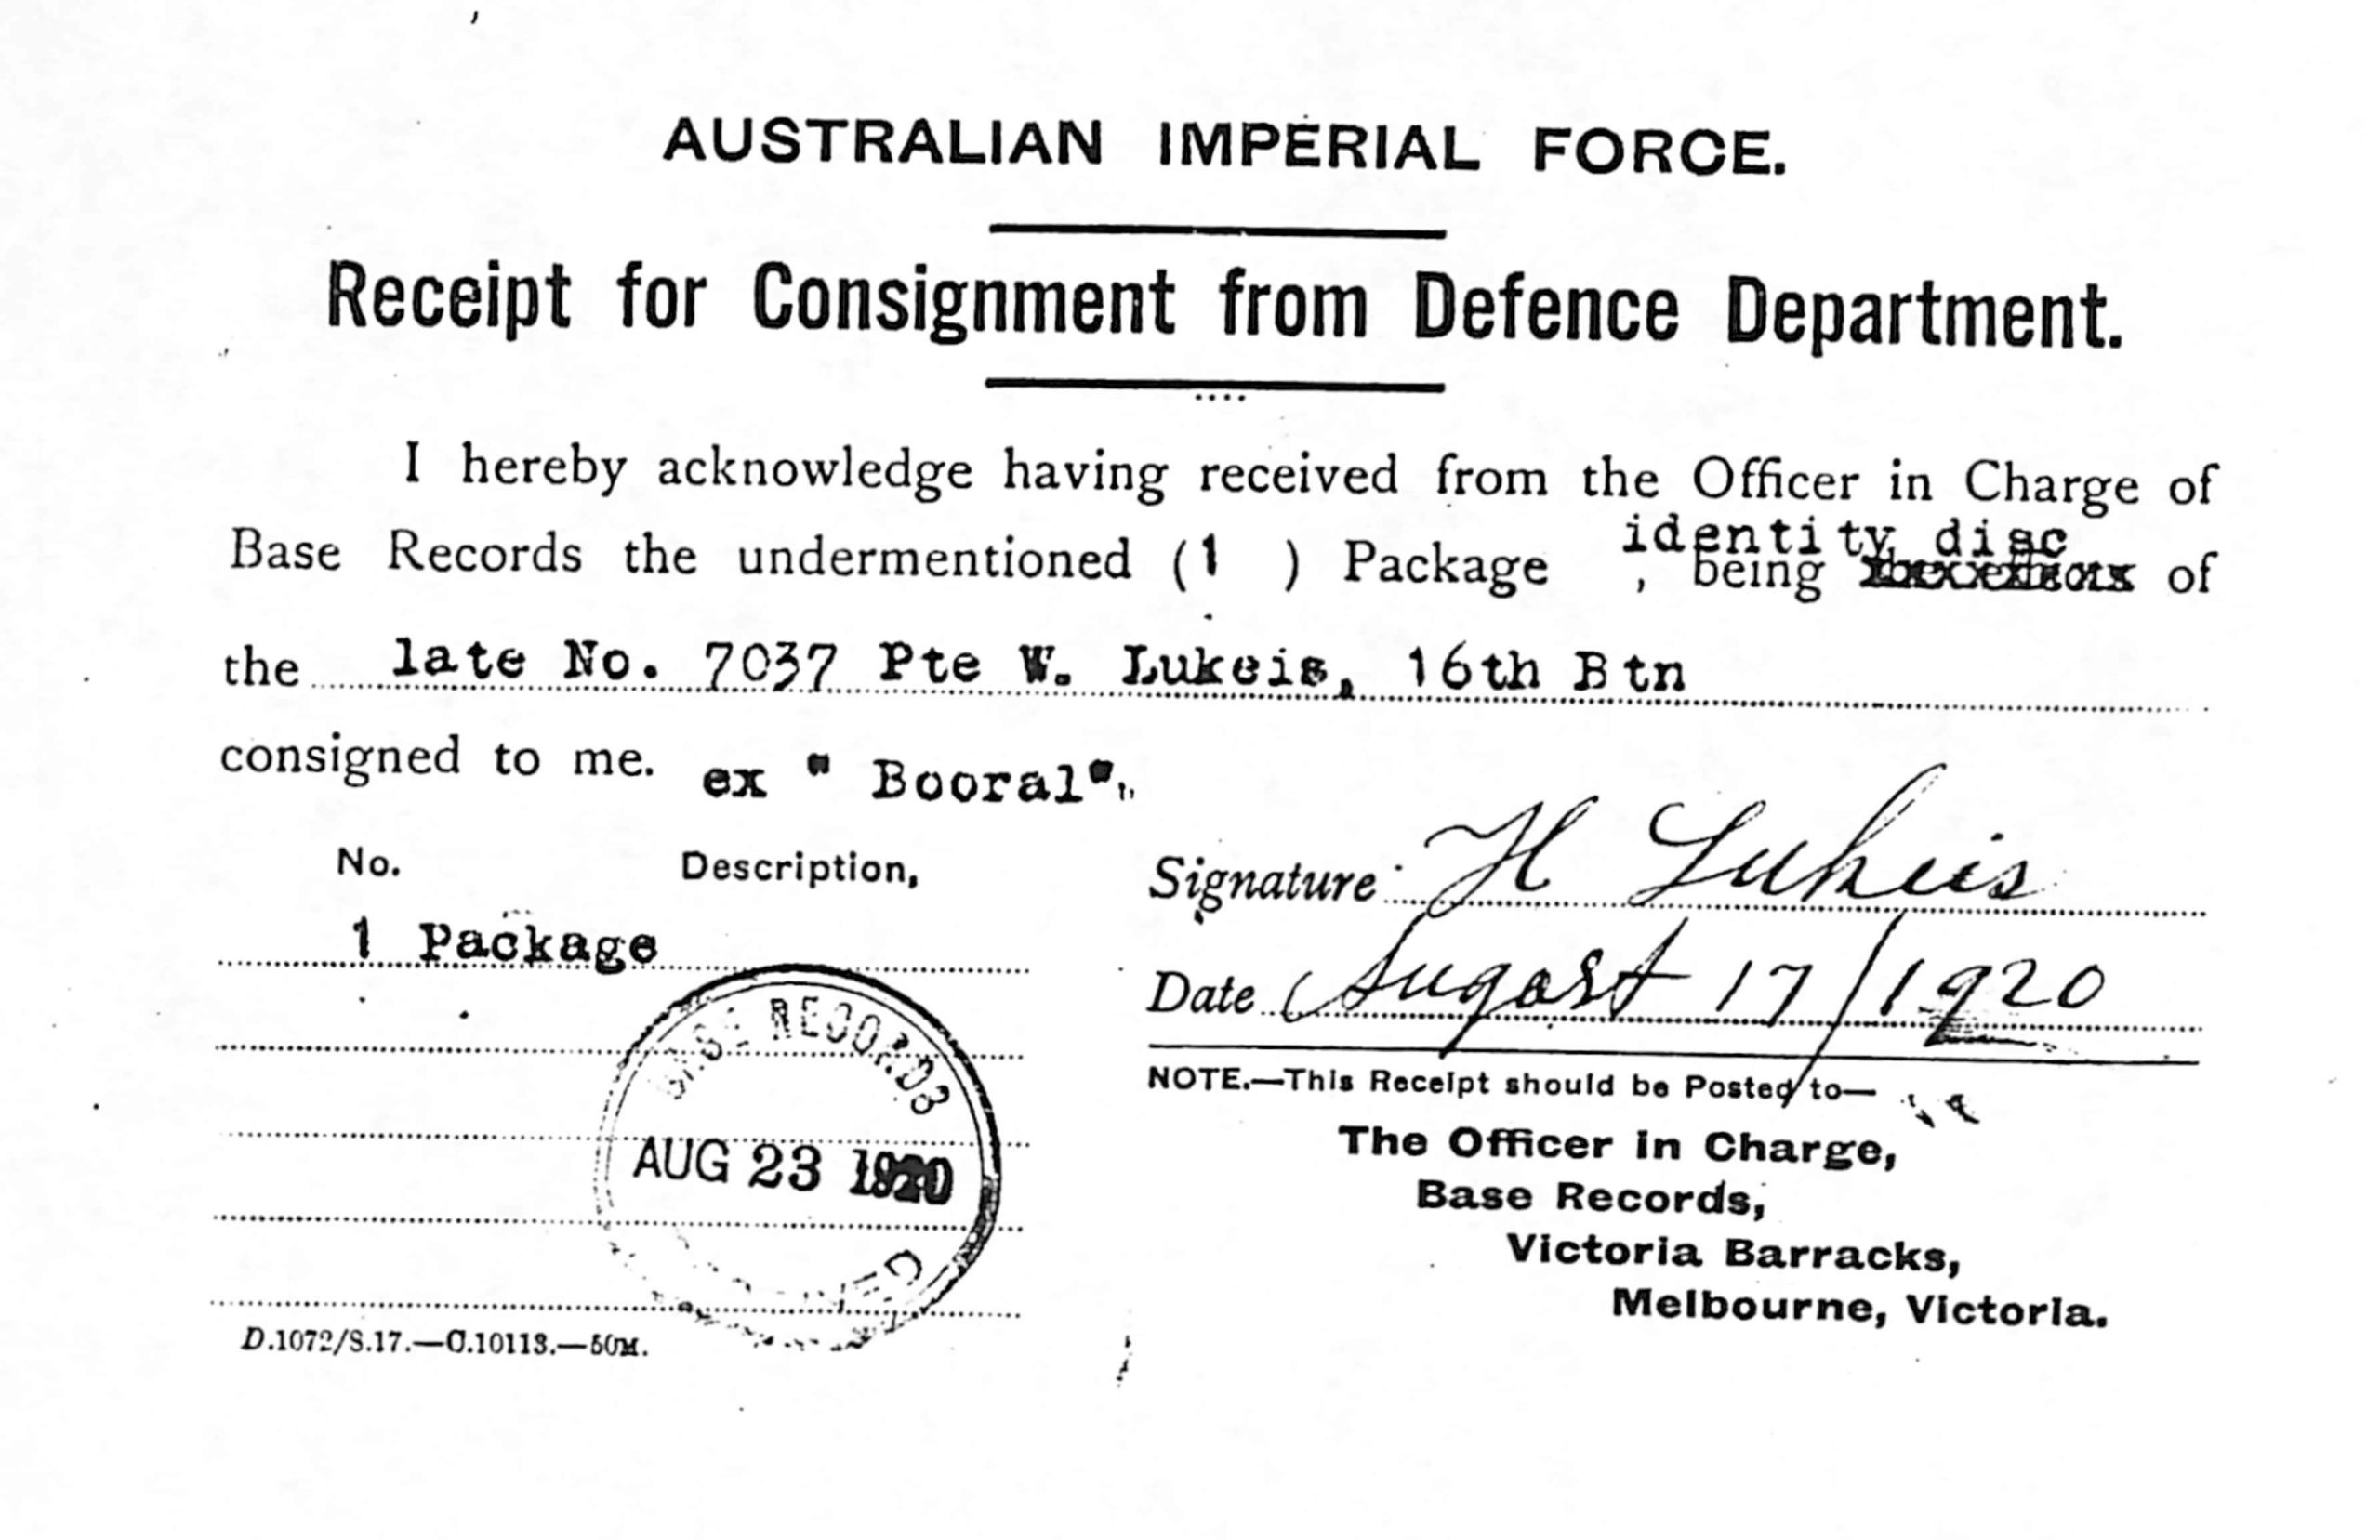 AUSTRALIAN IMPERIAL FORCE.
Receipt for Consignment from Defence Department.
I hereby acknowledge having received from the Officer in Charge of
identity disc
Base Records the undermentioned (1 ) Package , being of
the late No. 7037 Pte W. Lukeis, 16th Btn
consigned to me. ex " Booral".
No. Description,
1 Package
Signature H Lukeis
Date Augast 17/1920
BASE RECORDS
AUG 23 1920
NOTE.—This Receipt should be Posted to—
The Officer in Charge,
Base Records,
Victoria Barracks,
Melbourne, Victoria.
D.1072/S.17.—C.10113.—50M.